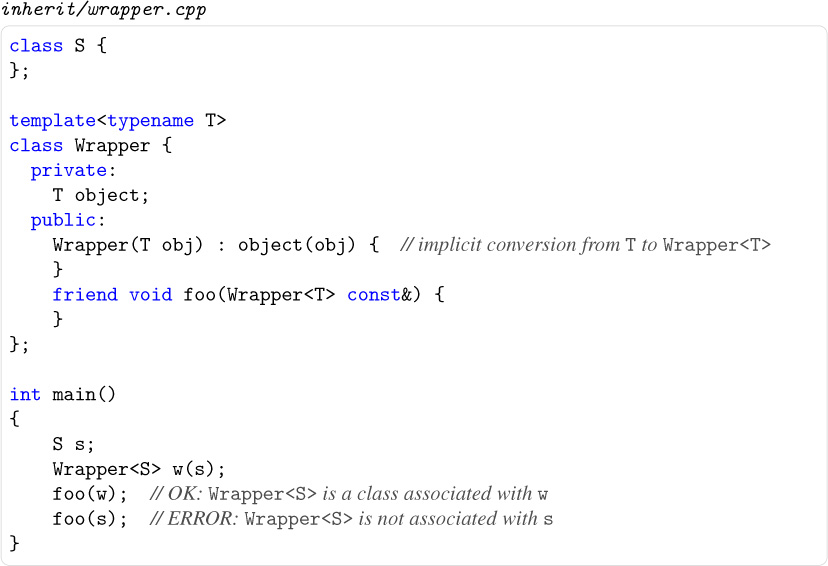 inherit/wrapper.cpp
class S {
};
template<typename T>
class Wrapper {
  private:
    T object;
  public:
    Wrapper(T obj) : object(obj) {  // implicit conversion from T to Wrapper<T>
    }
    friend void foo(Wrapper<T> const&) {
    }
};
int main()
{
    S s;
    Wrapper<S> w(s);
    foo(w);  // OK: Wrapper<S> is a class associated with w
    foo(s);  // ERROR: Wrapper<S> is not associated with s
}